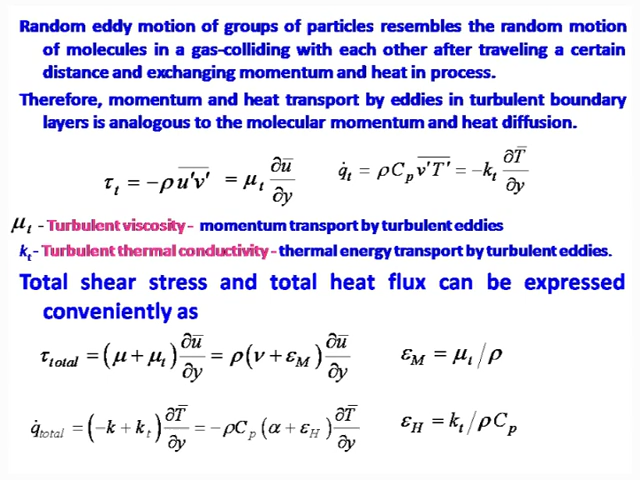 Random eddy motion of groups of particles resembles the random motion
of molecules in a gas-colliding with each other after traveling a certain
distance and exchanging momentum and heat in process.
Therefore, momentum and heat transport by eddies in turbulent boundary
layers is analogous to the molecular momentum and heat diffusion.
τ_t = −ρ \overline{u'v'} = μ_t ∂u̅/∂y    q̇_t = ρC_p \overline{v'T'} = −k_t ∂T̅/∂y
μ_t - Turbulent viscosity - momentum transport by turbulent eddies
k_t - Turbulent thermal conductivity - thermal energy transport by turbulent eddies.
Total shear stress and total heat flux can be expressed
conveniently as
τ_total = (μ + μ_t) ∂u̅/∂y = ρ(ν + ε_M) ∂u̅/∂y    ε_M = μ_t/ρ
q̇_total = (−k + k_t) ∂T̅/∂y = −ρC_p (α + ε_H) ∂T̅/∂y    ε_H = k_t/ρC_p